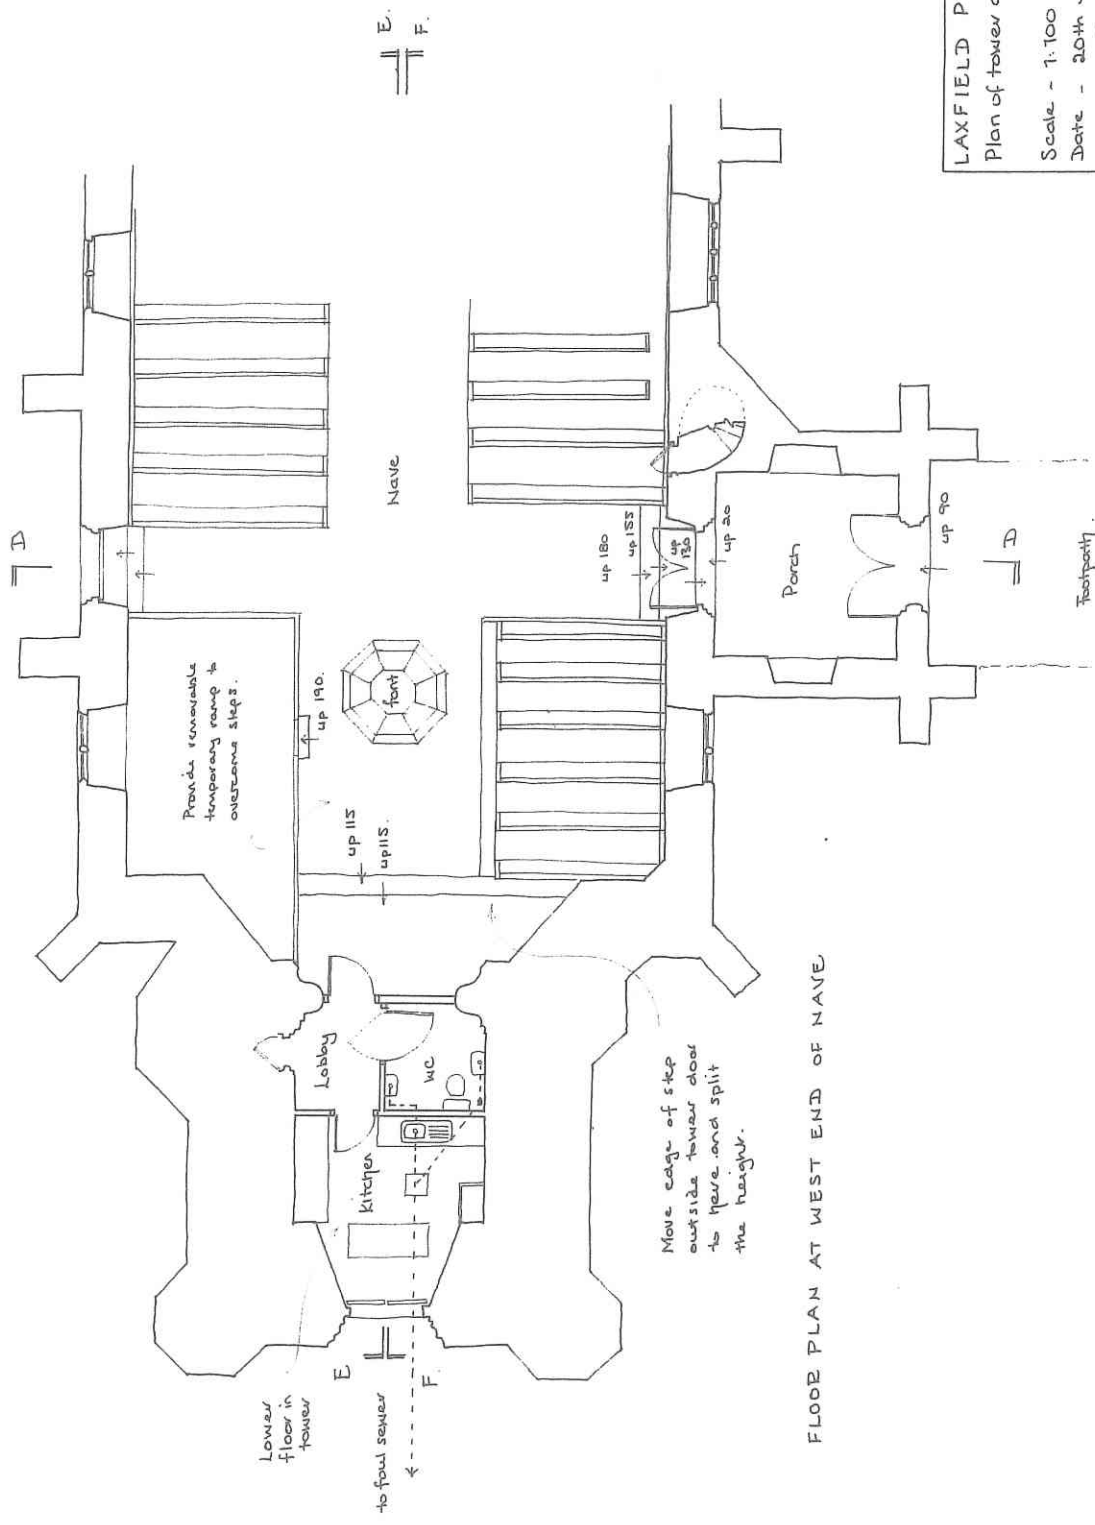 LAXFIELD P
Plan of tower
Scale - 1:100
Date - 20th
E.
F.
D
Nave
Provide removable
temporary ramp to
overcome steps.
up 190.
font
up 115
up 115.
up 180
up 155
up
130
up 20
Porch
up 90
D
Footpath.
Lobby
WC
Kitchen
Move edge of step
outside tower door
to here and split
the height.
E
F.
Lower
floor in
tower
to foul sewer
FLOOR PLAN AT WEST END OF NAVE